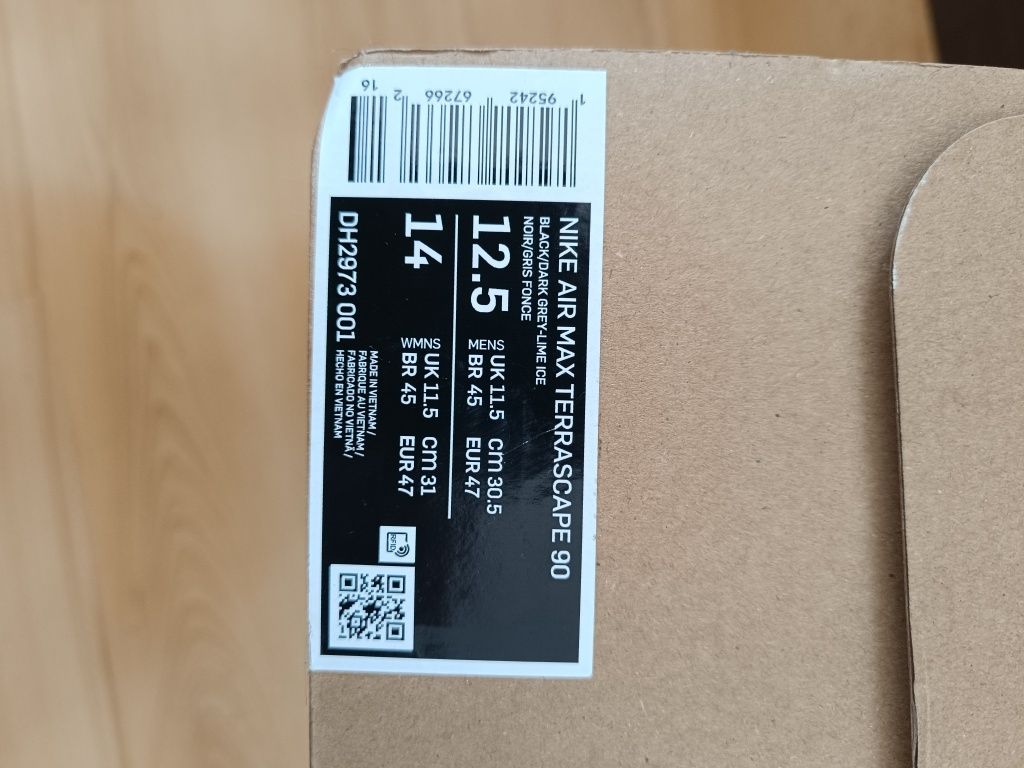 NIKE AIR MAX TERRASCAPE 90
BLACK/DARK GREY-LIME ICE
NOIR/GRIS FONCE
12.5 MENS UK 11.5 cm 30.5
BR 45 EUR 47
14 WMNS UK 11.5 cm 31
BR 45 EUR 47
DH2973 001
MADE IN VIETNAM/
FABRIQUE AU VIETNAM/
FABRICADO NO VIETNÃ/
HECHO EN VIETNAM
RFID
1 95242 67266 2 16